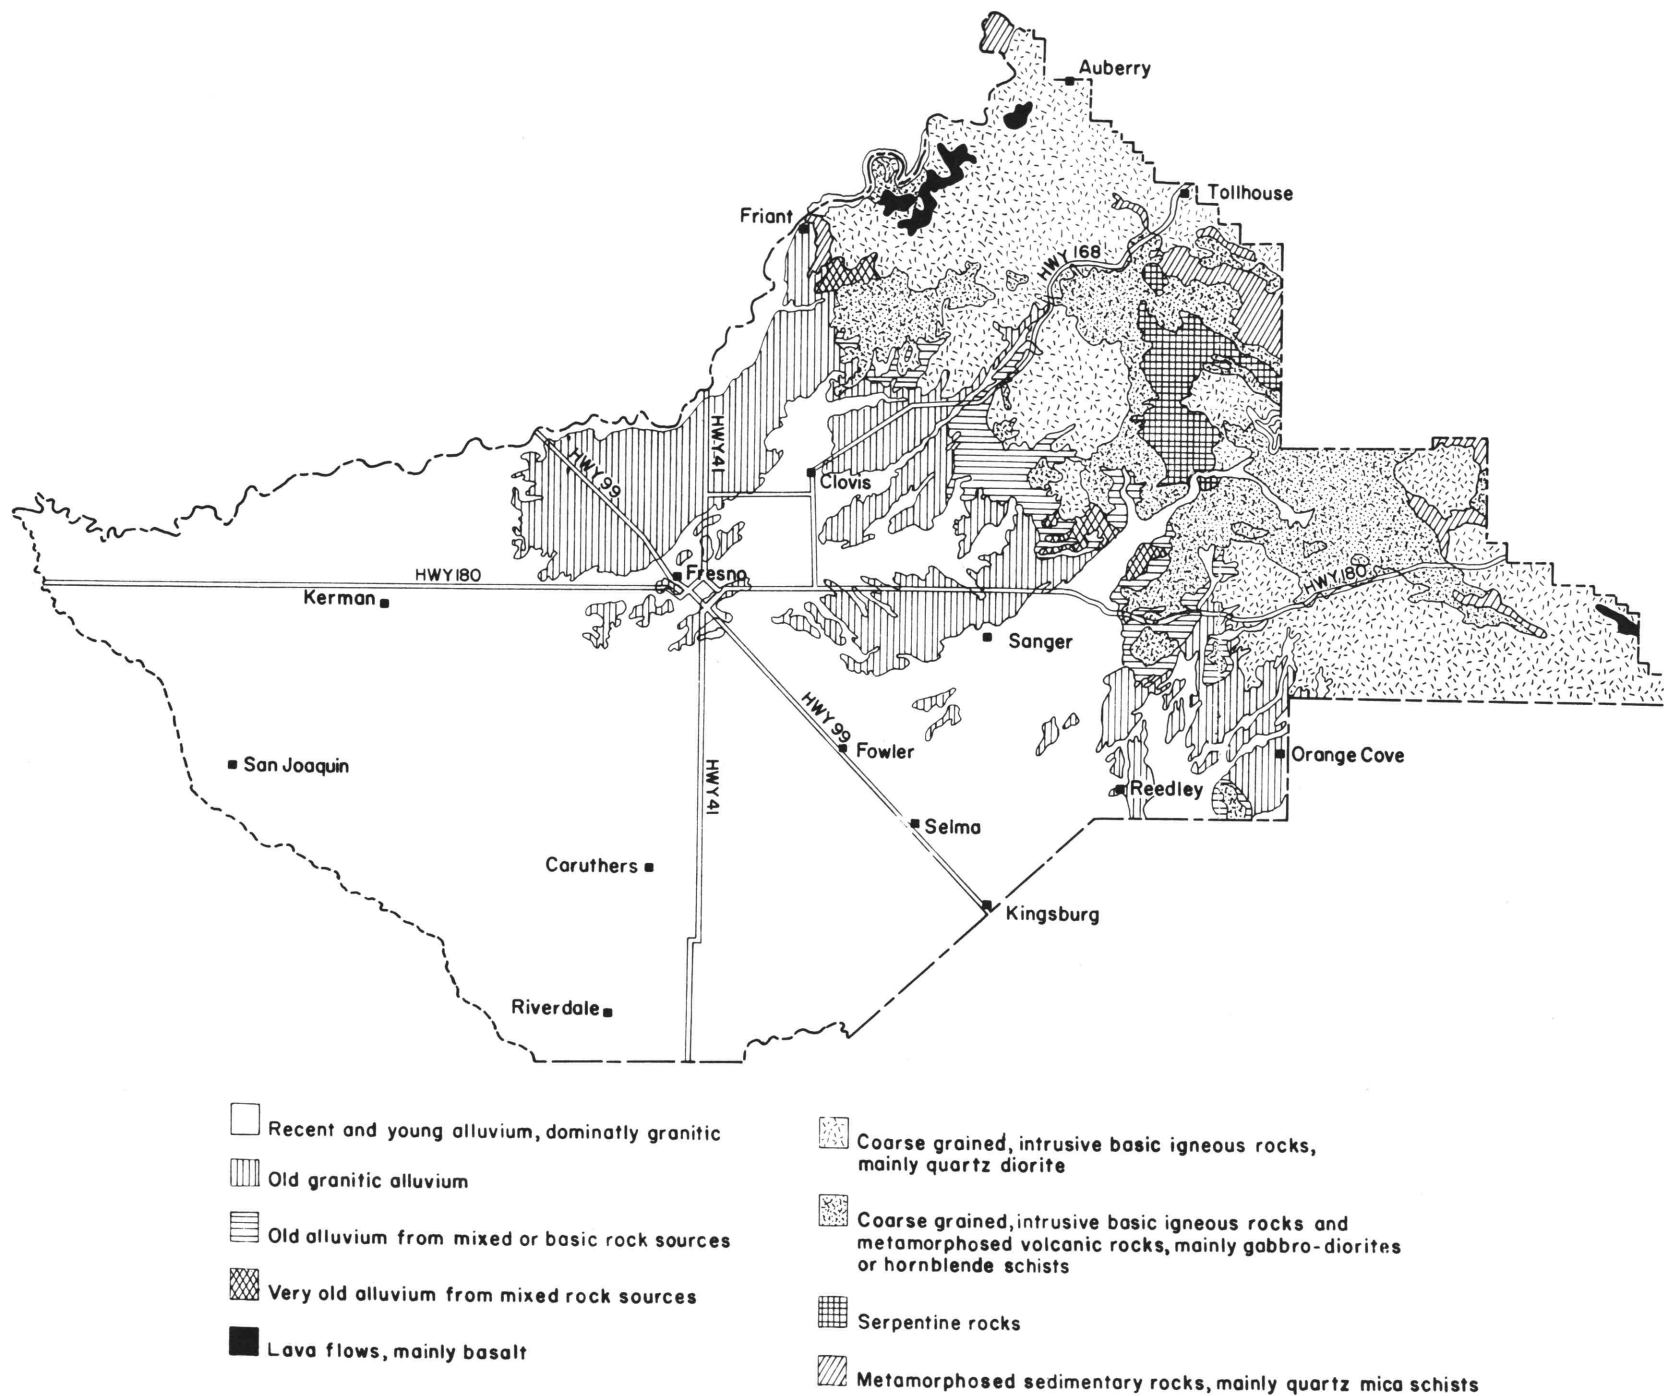 Auberry
Tollhouse
Friant
HWY 168
HWY 41
HWY 99
Clovis
Fresno
HWY 180
Kerman
HWY 180
Sanger
HWY 99
Fowler
Orange Cove
San Joaquin
HWY 41
Reedley
Selma
Caruthers
Kingsburg
Riverdale
Recent and young alluvium, dominatly granitic
Old granitic alluvium
Old alluvium from mixed or basic rock sources
Very old alluvium from mixed rock sources
Lava flows, mainly basalt
Coarse grained, intrusive basic igneous rocks,
mainly quartz diorite
Coarse grained, intrusive basic igneous rocks and
metamorphosed volcanic rocks, mainly gabbro-diorites
or hornblende schists
Serpentine rocks
Metamorphosed sedimentary rocks, mainly quartz mica schists